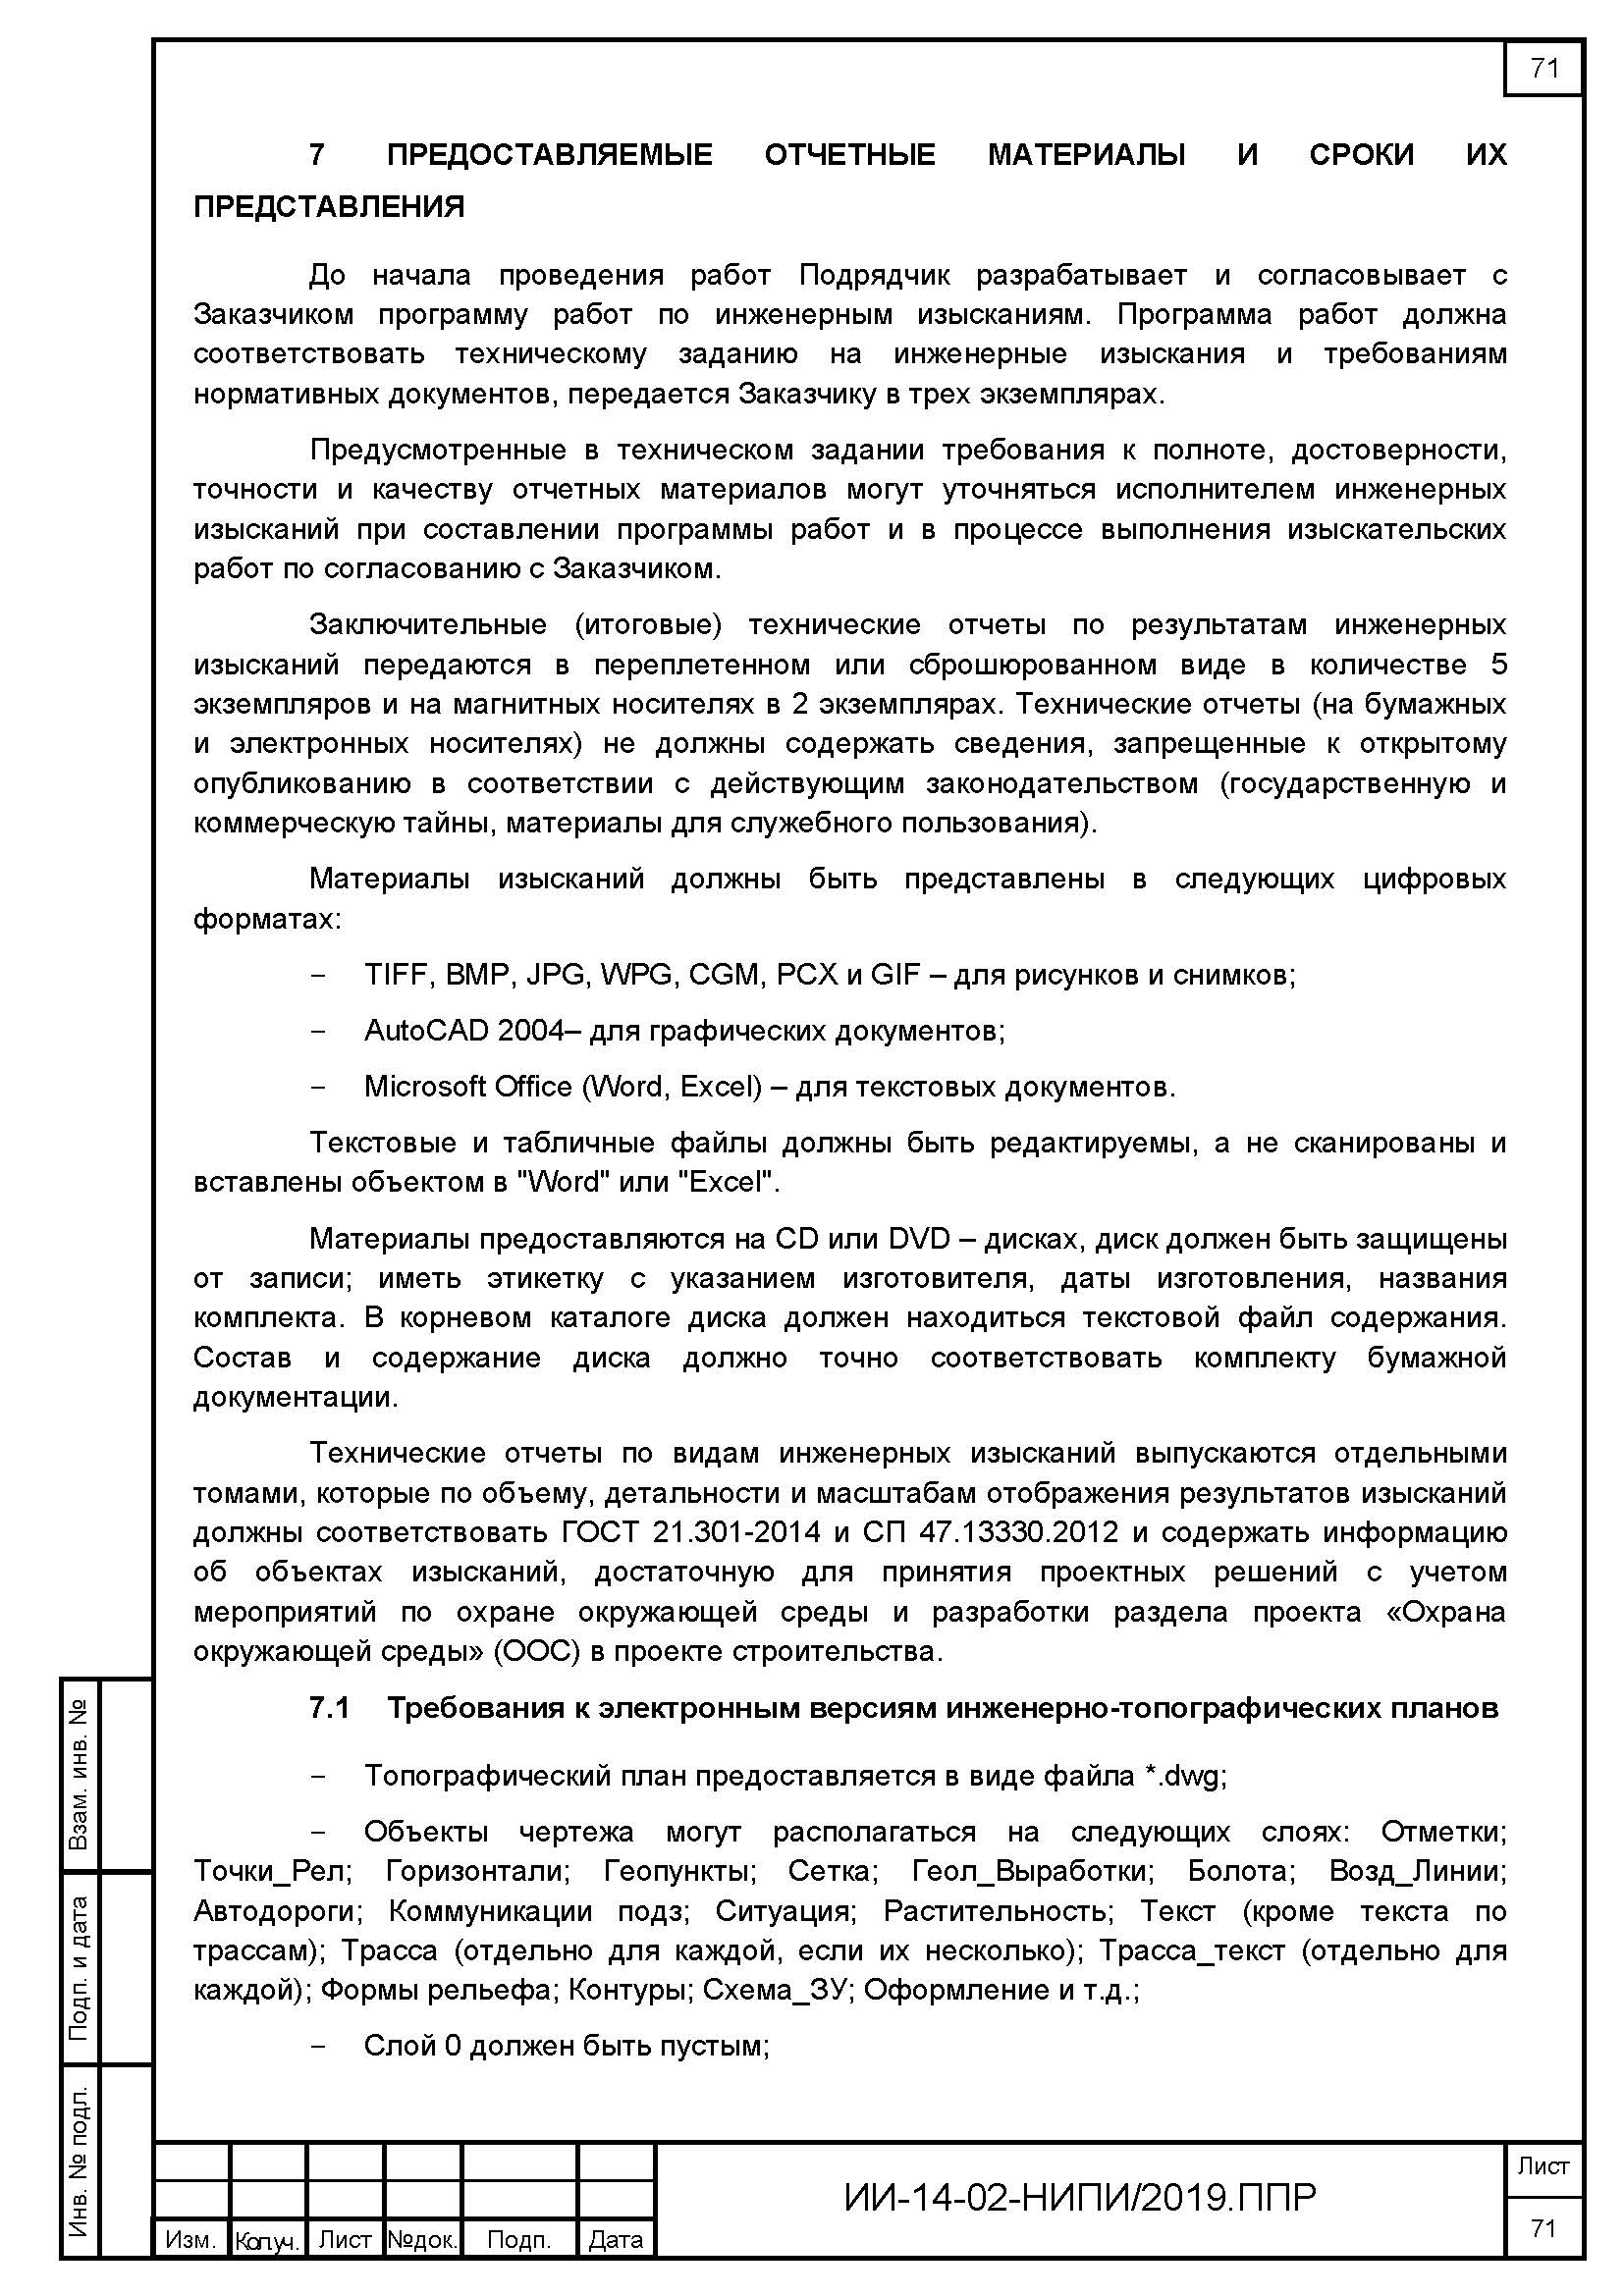 71
7 ПРЕДОСТАВЛЯЕМЫЕ ОТЧЕТНЫЕ МАТЕРИАЛЫ И СРОКИ ИХ
ПРЕДСТАВЛЕНИЯ
До начала проведения работ Подрядчик разрабатывает и согласовывает с
Заказчиком программу работ по инженерным изысканиям. Программа работ должна
соответствовать техническому заданию на инженерные изыскания и требованиям
нормативных документов, передается Заказчику в трех экземплярах.
Предусмотренные в техническом задании требования к полноте, достоверности,
точности и качеству отчетных материалов могут уточняться исполнителем инженерных
изысканий при составлении программы работ и в процессе выполнения изыскательских
работ по согласованию с Заказчиком.
Заключительные (итоговые) технические отчеты по результатам инженерных
изысканий передаются в переплетенном или сброшюрованном виде в количестве 5
экземпляров и на магнитных носителях в 2 экземплярах. Технические отчеты (на бумажных
и электронных носителях) не должны содержать сведения, запрещенные к открытому
опубликованию в соответствии с действующим законодательством (государственную и
коммерческую тайны, материалы для служебного пользования).
Материалы изысканий должны быть представлены в следующих цифровых
форматах:
– TIFF, BMP, JPG, WPG, CGM, PCX и GIF – для рисунков и снимков;
– AutoCAD 2004– для графических документов;
– Microsoft Office (Word, Excel) – для текстовых документов.
Текстовые и табличные файлы должны быть редактируемы, а не сканированы и
вставлены объектом в "Word" или "Excel".
Материалы предоставляются на CD или DVD – дисках, диск должен быть защищены
от записи; иметь этикетку с указанием изготовителя, даты изготовления, названия
комплекта. В корневом каталоге диска должен находиться текстовой файл содержания.
Состав и содержание диска должно точно соответствовать комплекту бумажной
документации.
Технические отчеты по видам инженерных изысканий выпускаются отдельными
томами, которые по объему, детальности и масштабам отображения результатов изысканий
должны соответствовать ГОСТ 21.301-2014 и СП 47.13330.2012 и содержать информацию
об объектах изысканий, достаточную для принятия проектных решений с учетом
мероприятий по охране окружающей среды и разработки раздела проекта «Охрана
окружающей среды» (ООС) в проекте строительства.
7.1 Требования к электронным версиям инженерно-топографических планов
– Топографический план предоставляется в виде файла *.dwg;
– Объекты чертежа могут располагаться на следующих слоях: Отметки;
Точки_Рел; Горизонтали; Геопункты; Сетка; Геол_Выработки; Болота; Возд_Линии;
Автодороги; Коммуникации подз; Ситуация; Растительность; Текст (кроме текста по
трассам); Трасса (отдельно для каждой, если их несколько); Трасса_текст (отдельно для
каждой); Формы рельефа; Контуры; Схема_ЗУ; Оформление и т.д.;
– Слой 0 должен быть пустым;
Взам. инв. №
Подп. и дата
Инв. № подл.
Изм. Кол.уч. Лист №док. Подп. Дата
ИИ-14-02-НИПИ/2019.ППР
Лист
71